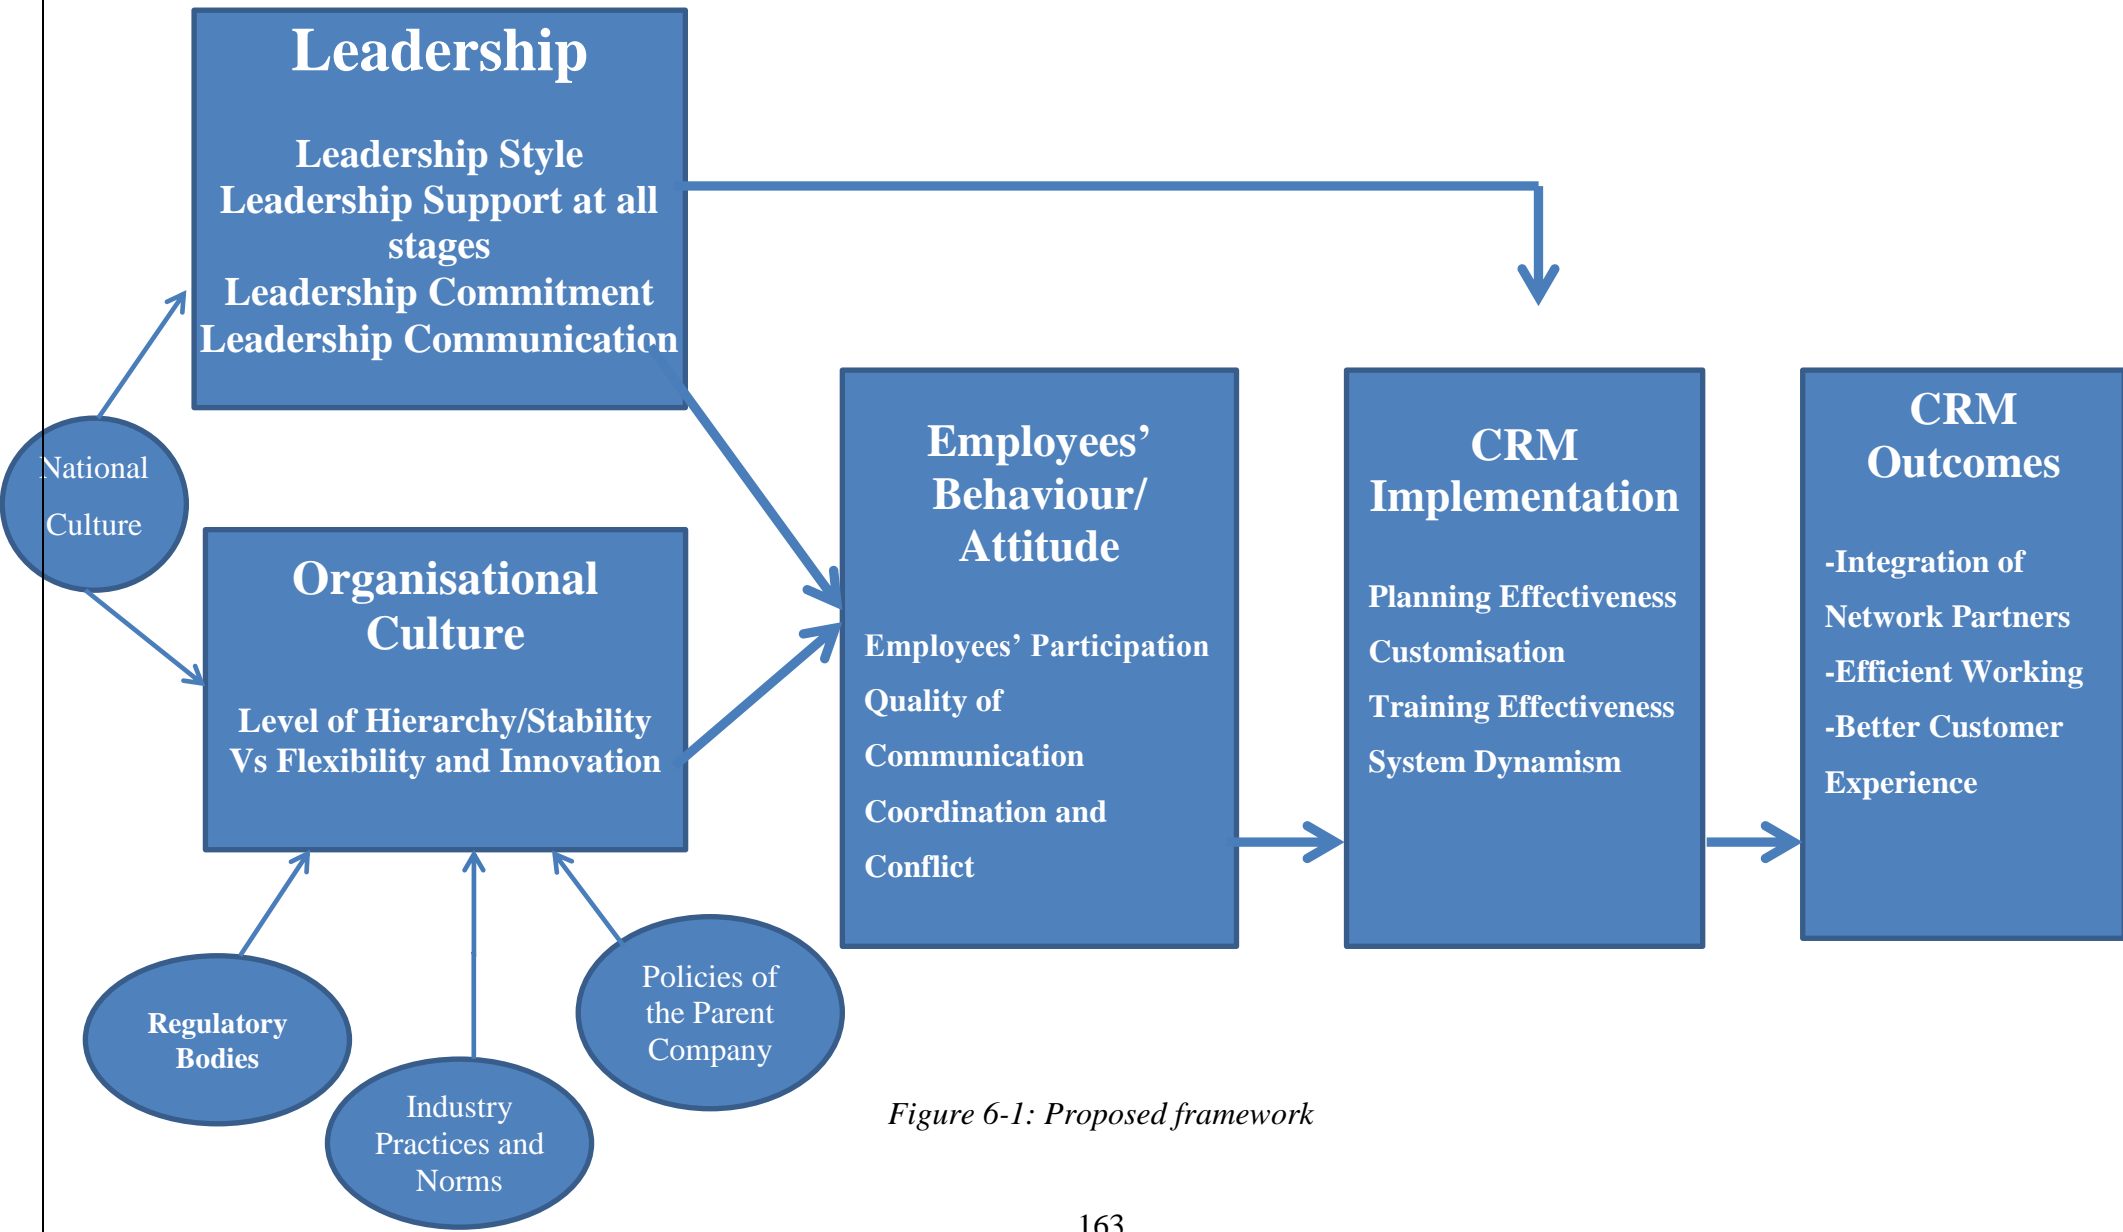 Leadership
Leadership Style
Leadership Support at all
stages
Leadership Commitment
Leadership Communication
National
Culture
Organisational
Culture
Level of Hierarchy/Stability
Vs Flexibility and Innovation
Regulatory
Bodies
Industry
Practices and
Norms
Policies of
the Parent
Company
Employees’
Behaviour/
Attitude
Employees’ Participation
Quality of
Communication
Coordination and
Conflict
CRM
Implementation
Planning Effectiveness
Customisation
Training Effectiveness
System Dynamism
CRM
Outcomes
-Integration of
Network Partners
-Efficient Working
-Better Customer
Experience
Figure 6-1: Proposed framework
163